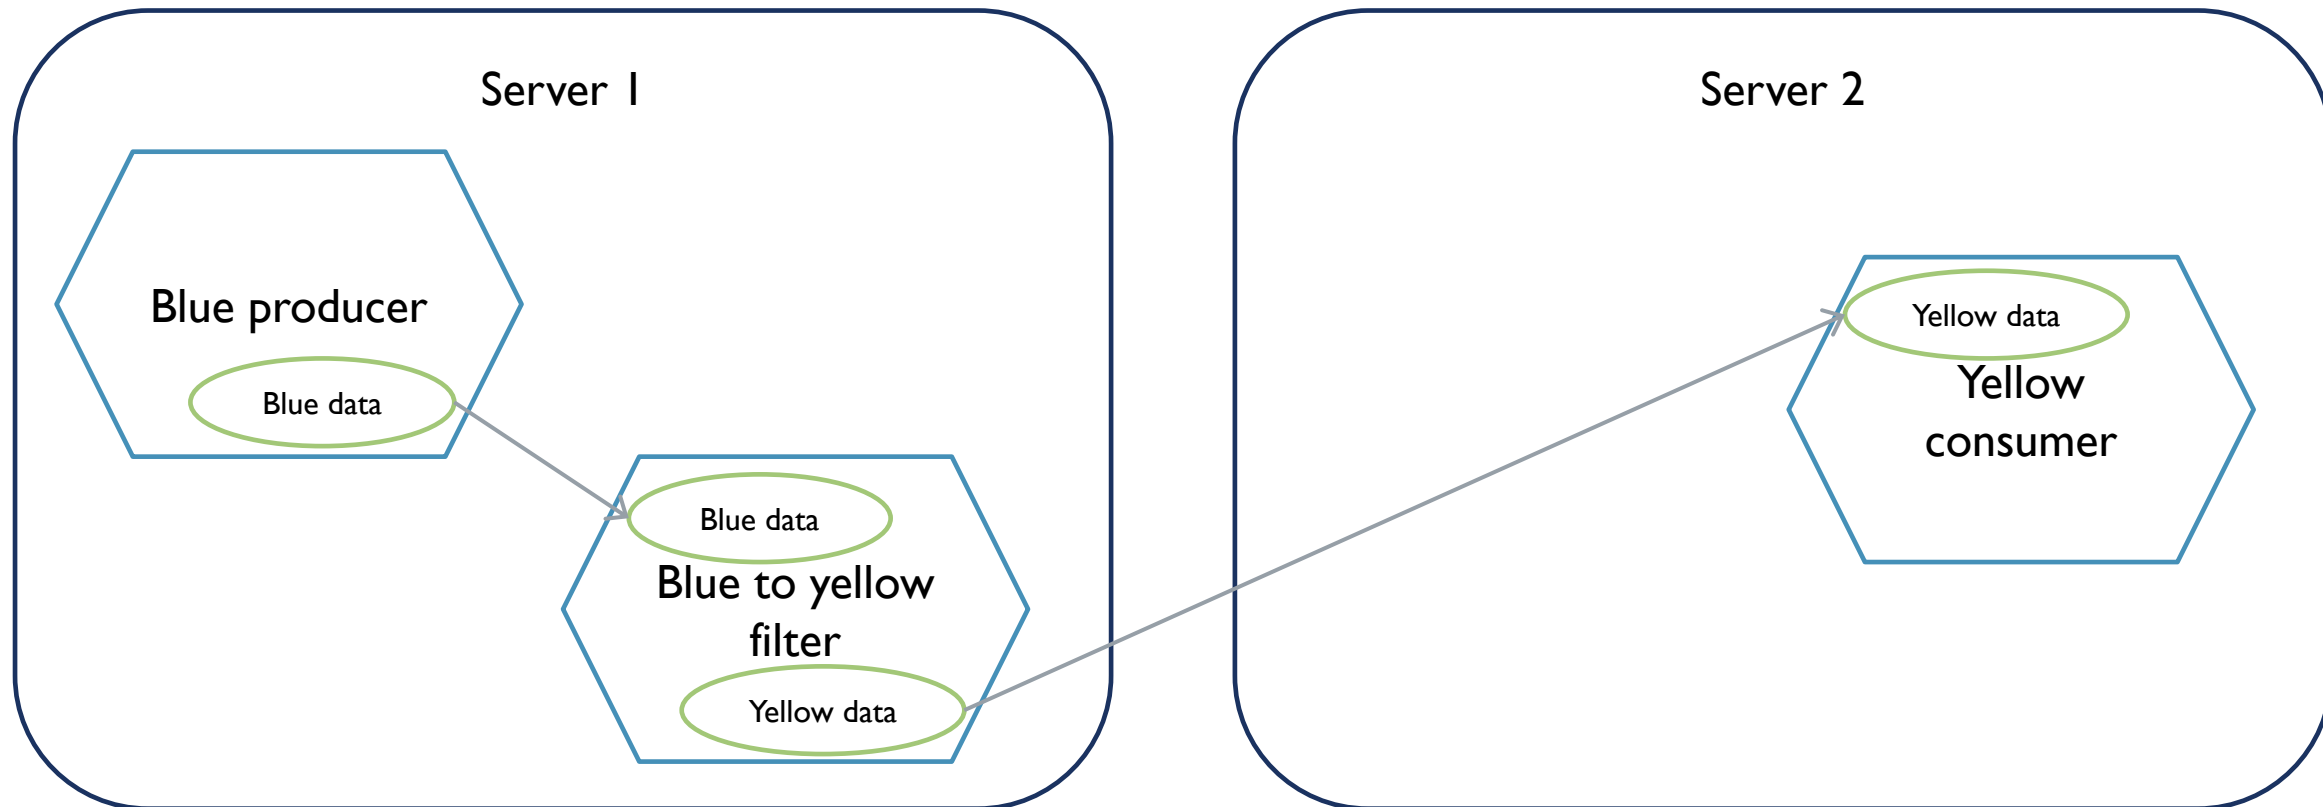 Server 1
Blue producer
Blue data
Blue data
Blue to yellow
filter
Yellow data
Server 2
Yellow data
Yellow
consumer